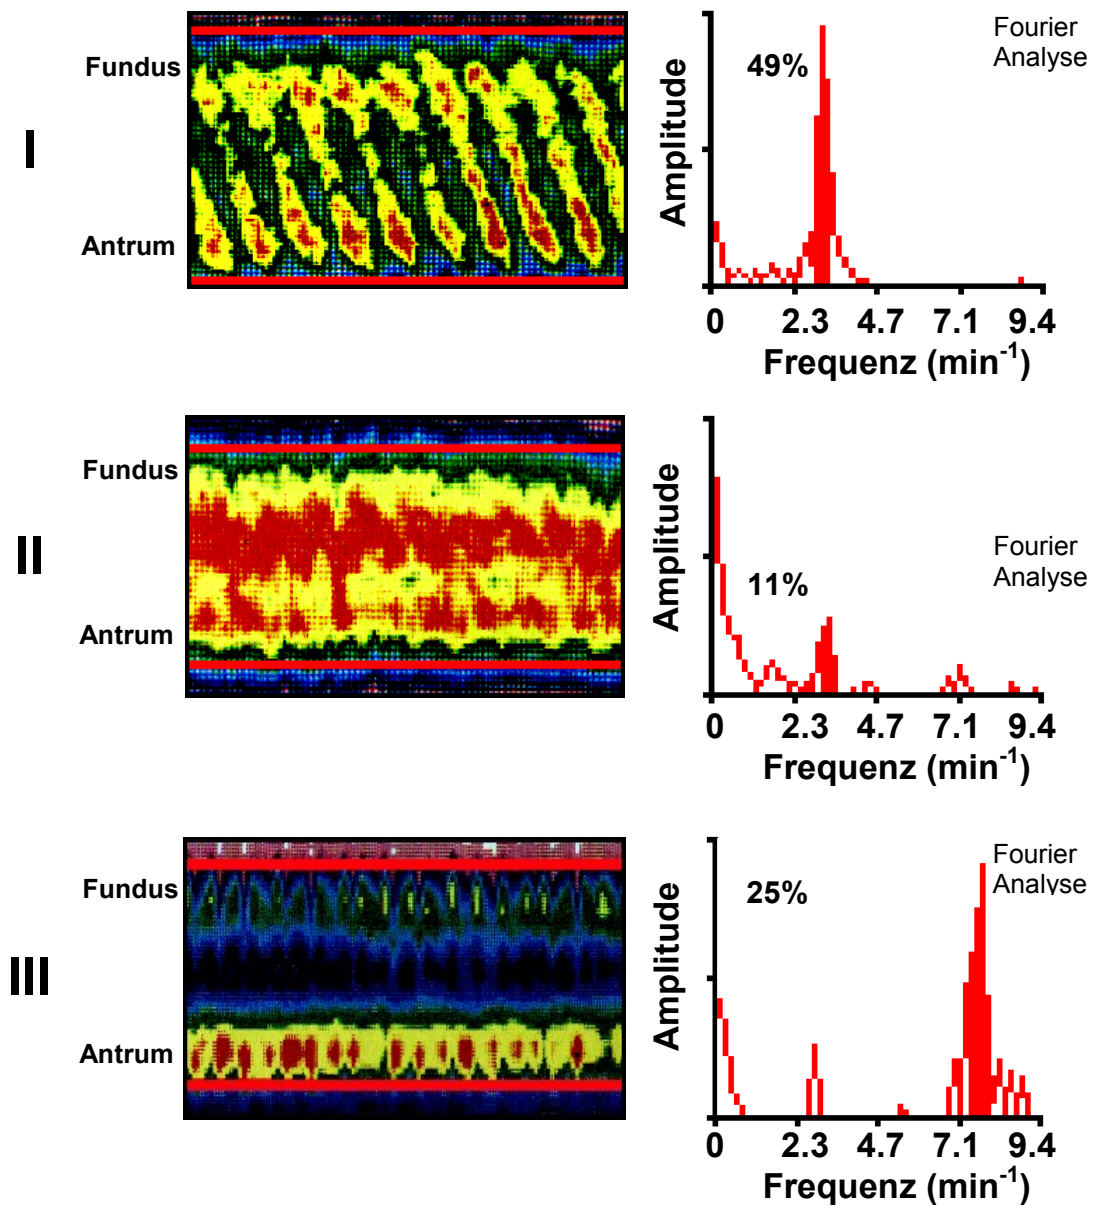 I
Fundus
Antrum
Amplitude
49%
Fourier
Analyse
0 2.3 4.7 7.1 9.4
Frequenz (min-1)
II
Fundus
Antrum
Amplitude
11%
Fourier
Analyse
0 2.3 4.7 7.1 9.4
Frequenz (min-1)
III
Fundus
Antrum
Amplitude
25%
Fourier
Analyse
0 2.3 4.7 7.1 9.4
Frequenz (min-1)